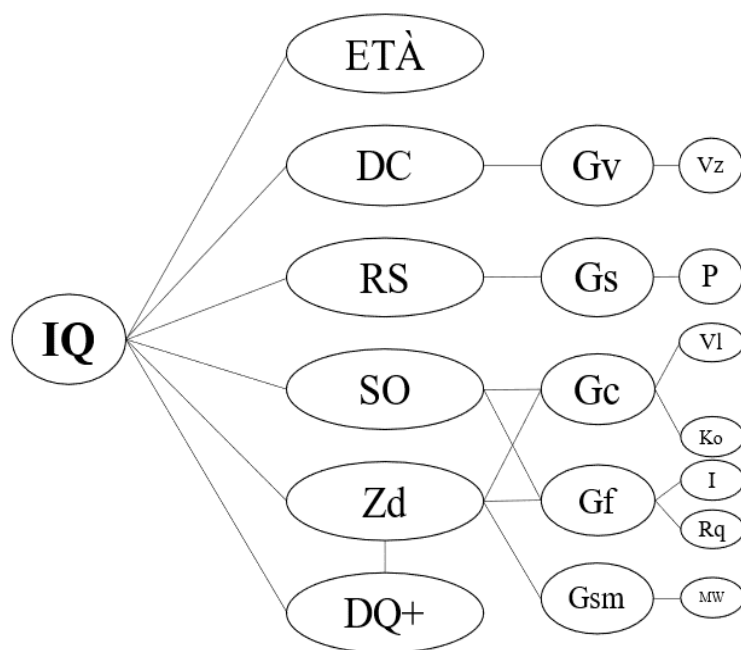 ETÀ
DC Gv Vz
RS Gs P
IQ
Vl
SO Gc
Ko
I
Zd Gf
Rq
DQ+ Gsm MW